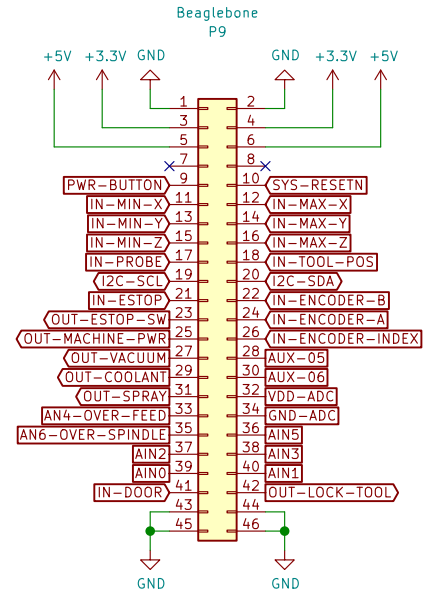 Beaglebone
P9
+5V +3.3V GND GND +3.3V +5V
1 2
3 4
5 6
7 8
PWR-BUTTON 9 10 SYS-RESETN
IN-MIN-X 11 12 IN-MAX-X
IN-MIN-Y 13 14 IN-MAX-Y
IN-MIN-Z 15 16 IN-MAX-Z
IN-PROBE 17 18 IN-TOOL-POS
I2C-SCL 19 20 I2C-SDA
IN-ESTOP 21 22 IN-ENCODER-B
OUT-ESTOP-SW 23 24 IN-ENCODER-A
OUT-MACHINE-PWR 25 26 IN-ENCODER-INDEX
OUT-VACUUM 27 28 AUX-05
OUT-COOLANT 29 30 AUX-06
OUT-SPRAY 31 32 VDD-ADC
AN4-OVER-FEED 33 34 GND-ADC
AN6-OVER-SPINDLE 35 36 AIN5
AIN2 37 38 AIN3
AIN0 39 40 AIN1
IN-DOOR 41 42 OUT-LOCK-TOOL
43 44
45 46
GND GND